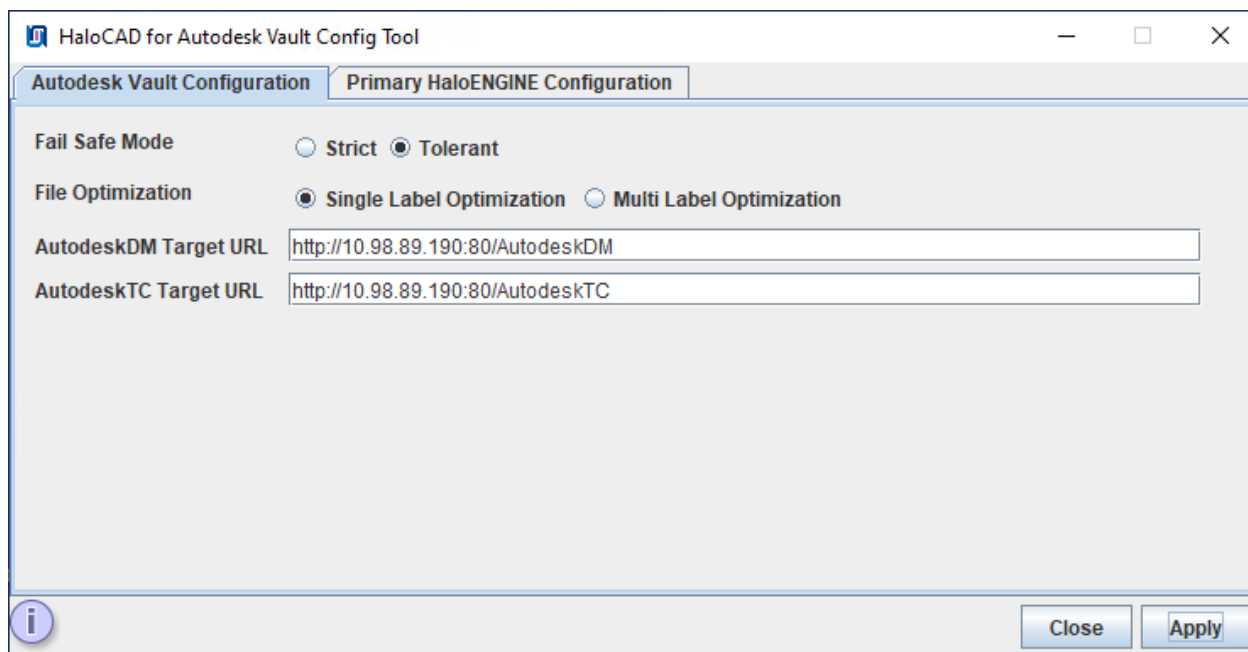 HaloCAD for Autodesk Vault Config Tool
Autodesk Vault Configuration Primary HaloENGINE Configuration
Fail Safe Mode Strict Tolerant
File Optimization Single Label Optimization Multi Label Optimization
AutodeskDM Target URL http://10.98.89.190:80/AutodeskDM
AutodeskTC Target URL http://10.98.89.190:80/AutodeskTC
i Close Apply